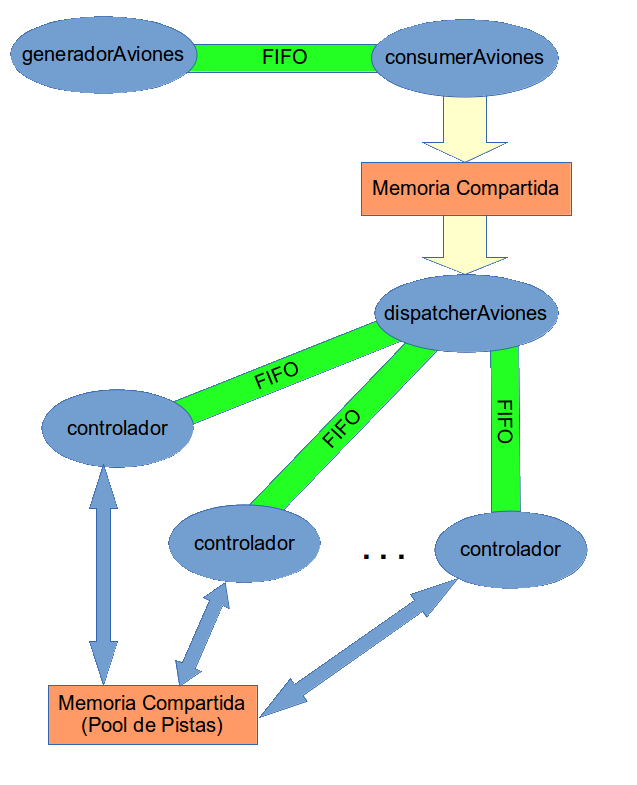 generadorAviones
FIFO
consumerAviones
Memoria Compartida
dispatcherAviones
FIFO
FIFO
FIFO
controlador
controlador
. . .
controlador
Memoria Compartida
(Pool de Pistas)